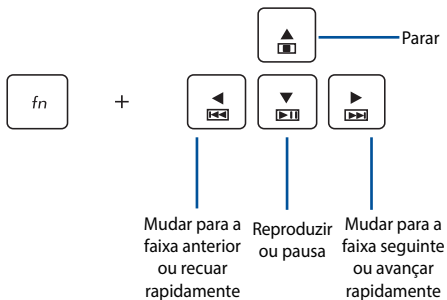 Parar
fn
+
Mudar para a
faixa anterior
ou recuar
rapidamente
Reproduzir
ou pausa
Mudar para a
faixa seguinte
ou avançar
rapidamente